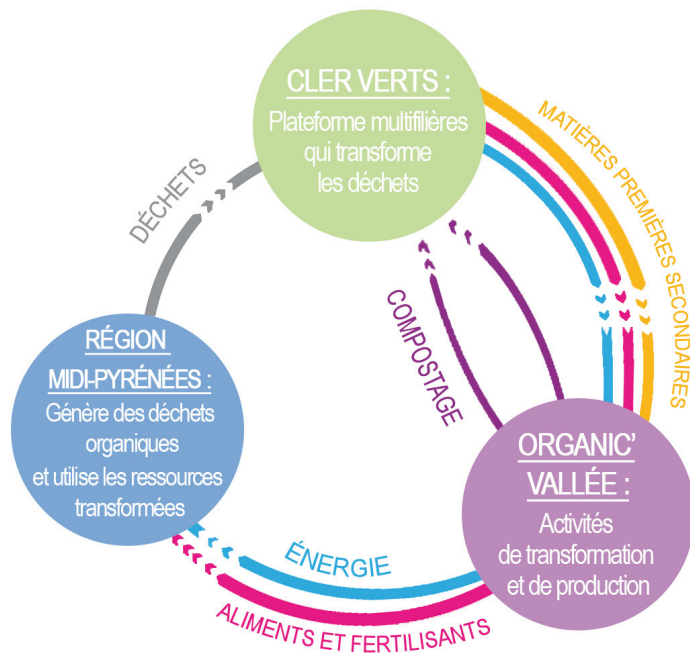 CLER VERTS :
Plateforme multifilières
qui transforme
les déchets
MATIÈRES PREMIÈRES SECONDAIRES
DÉCHETS
COMPOSTAGE
RÉGION
MIDI-PYRÉNÉES :
Génère des déchets
organiques
et utilise les ressources
transformées
ORGANIC’
VALLÉE :
Activités
de transformation
et de production
ÉNERGIE
ALIMENTS ET FERTILISANTS